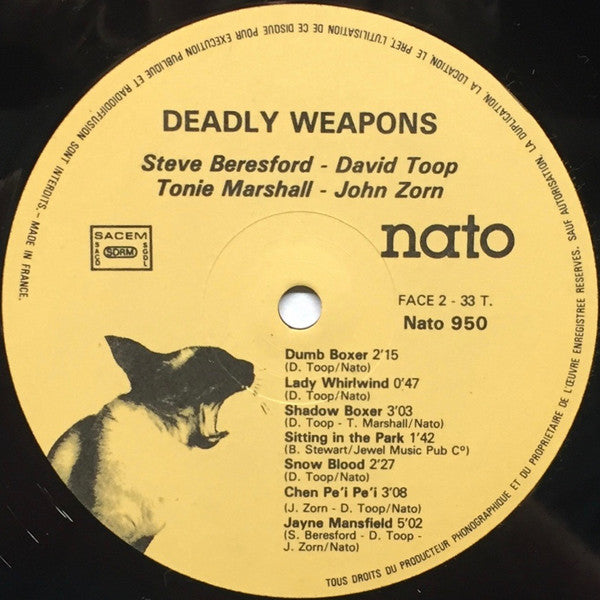 TOUS DROITS DU PRODUCTEUR PHONOGRAPHIQUE ET DU PROPRIETAIRE DE L'ŒUVRE ENREGISTREE RESERVES. SAUF AUTORISATION, LA DUPLICATION, LA LOCATION, LE PRET, L'UTILISATION DE CE DISQUE POUR EXECUTION PUBLIQUE ET RADIODIFFUSION SONT INTERDITS. - MADE IN FRANCE.
DEADLY WEAPONS
Steve Beresford - David Toop
Tonie Marshall - John Zorn
SACEM
SACD SDRM SGDL
nato
FACE 2 - 33 T.
Nato 950
Dumb Boxer 2'15
(D. Toop/Nato)
Lady Whirlwind 0'47
(D. Toop/Nato)
Shadow Boxer 3'03
(D. Toop - T. Marshall/Nato)
Sitting in the Park 1'42
(B. Stewart/Jewel Music Pub C°)
Snow Blood 2'27
(D. Toop/Nato)
Chen Pe'i Pe'i 3'08
(J. Zorn - D. Toop/Nato)
Jayne Mansfield 5'02
(S. Beresford - D. Toop -
J. Zorn/Nato)